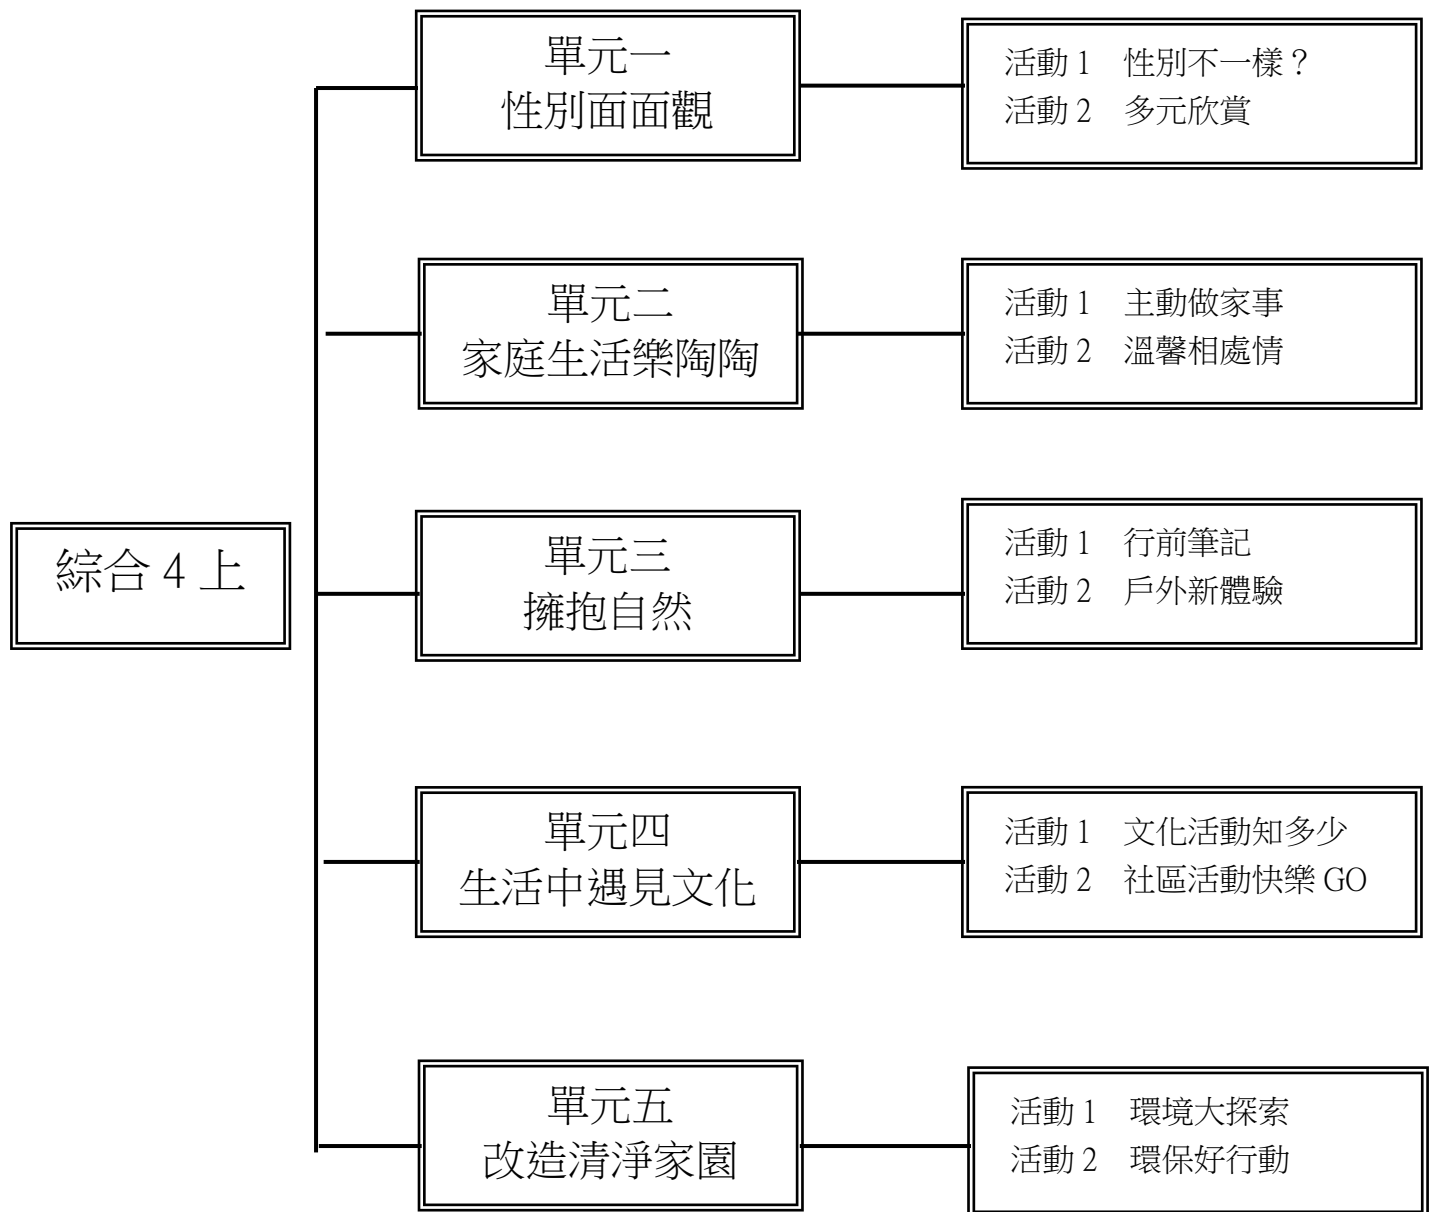 綜合 4 上
單元一
性別面面觀
活動 1 性別不一樣？
活動 2 多元欣賞
單元二
家庭生活樂陶陶
活動 1 主動做家事
活動 2 溫馨相處情
單元三
擁抱自然
活動 1 行前筆記
活動 2 戶外新體驗
單元四
生活中遇見文化
活動 1 文化活動知多少
活動 2 社區活動快樂 GO
單元五
改造清淨家園
活動 1 環境大探索
活動 2 環保好行動